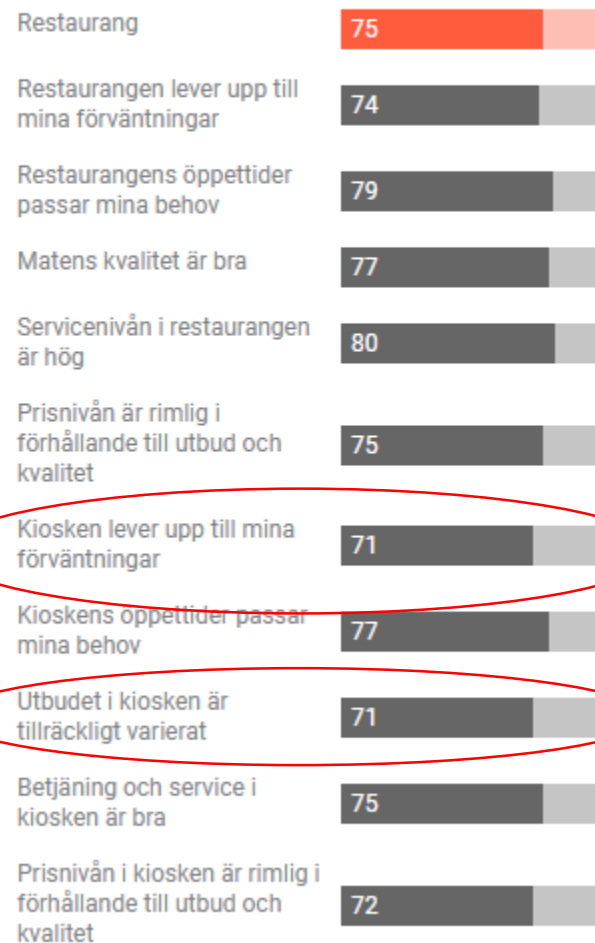 Restaurang
75
Restaurangen lever upp till
mina förväntningar
74
Restaurangens öppettider
passar mina behov
79
Matens kvalitet är bra
77
Servicenivån i restaurangen
är hög
80
Prisnivån är rimlig i
förhållande till utbud och
kvalitet
75
Kiosken lever upp till mina
förväntningar
71
Kioskens öppettider passar
mina behov
77
Utbudet i kiosken är
tillräckligt varierat
71
Betjäning och service i
kiosken är bra
75
Prisnivån i kiosken är rimlig i
förhållande till utbud och
kvalitet
72